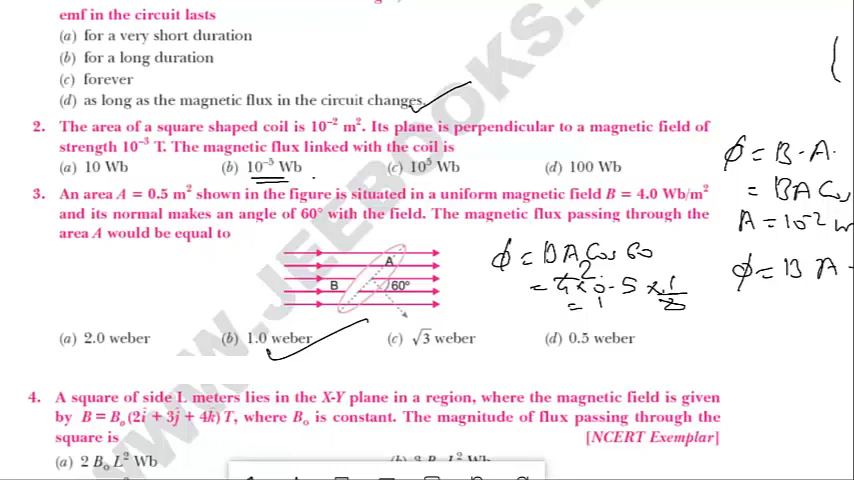 emf in the circuit lasts
(a) for a very short duration
(b) for a long duration
(c) forever
(d) as long as the magnetic flux in the circuit changes.
2. The area of a square shaped coil is 10⁻² m². Its plane is perpendicular to a magnetic field of
strength 10⁻³ T. The magnetic flux linked with the coil is
(a) 10 Wb (b) 10⁻⁵ Wb (c) 10⁵ Wb (d) 100 Wb
ϕ = B · A ·
= BA Cos
A = 10⁻²
ϕ = B A
3. An area A = 0.5 m² shown in the figure is situated in a uniform magnetic field B = 4.0 Wb/m²
and its normal makes an angle of 60° with the field. The magnetic flux passing through the
area A would be equal to
A
B
60°
ϕ = BA Cos 60
= 4 × 0.5 × 1/2
2
= 1
(a) 2.0 weber (b) 1.0 weber (c) √3 weber (d) 0.5 weber
4. A square of side L meters lies in the X-Y plane in a region, where the magnetic field is given
by B = B₀ (2î + 3ĵ + 4k̂) T, where B₀ is constant. The magnitude of flux passing through the
square is [NCERT Exemplar]
(a) 2 B₀ L² Wb
WWW.JEEBOOKS.